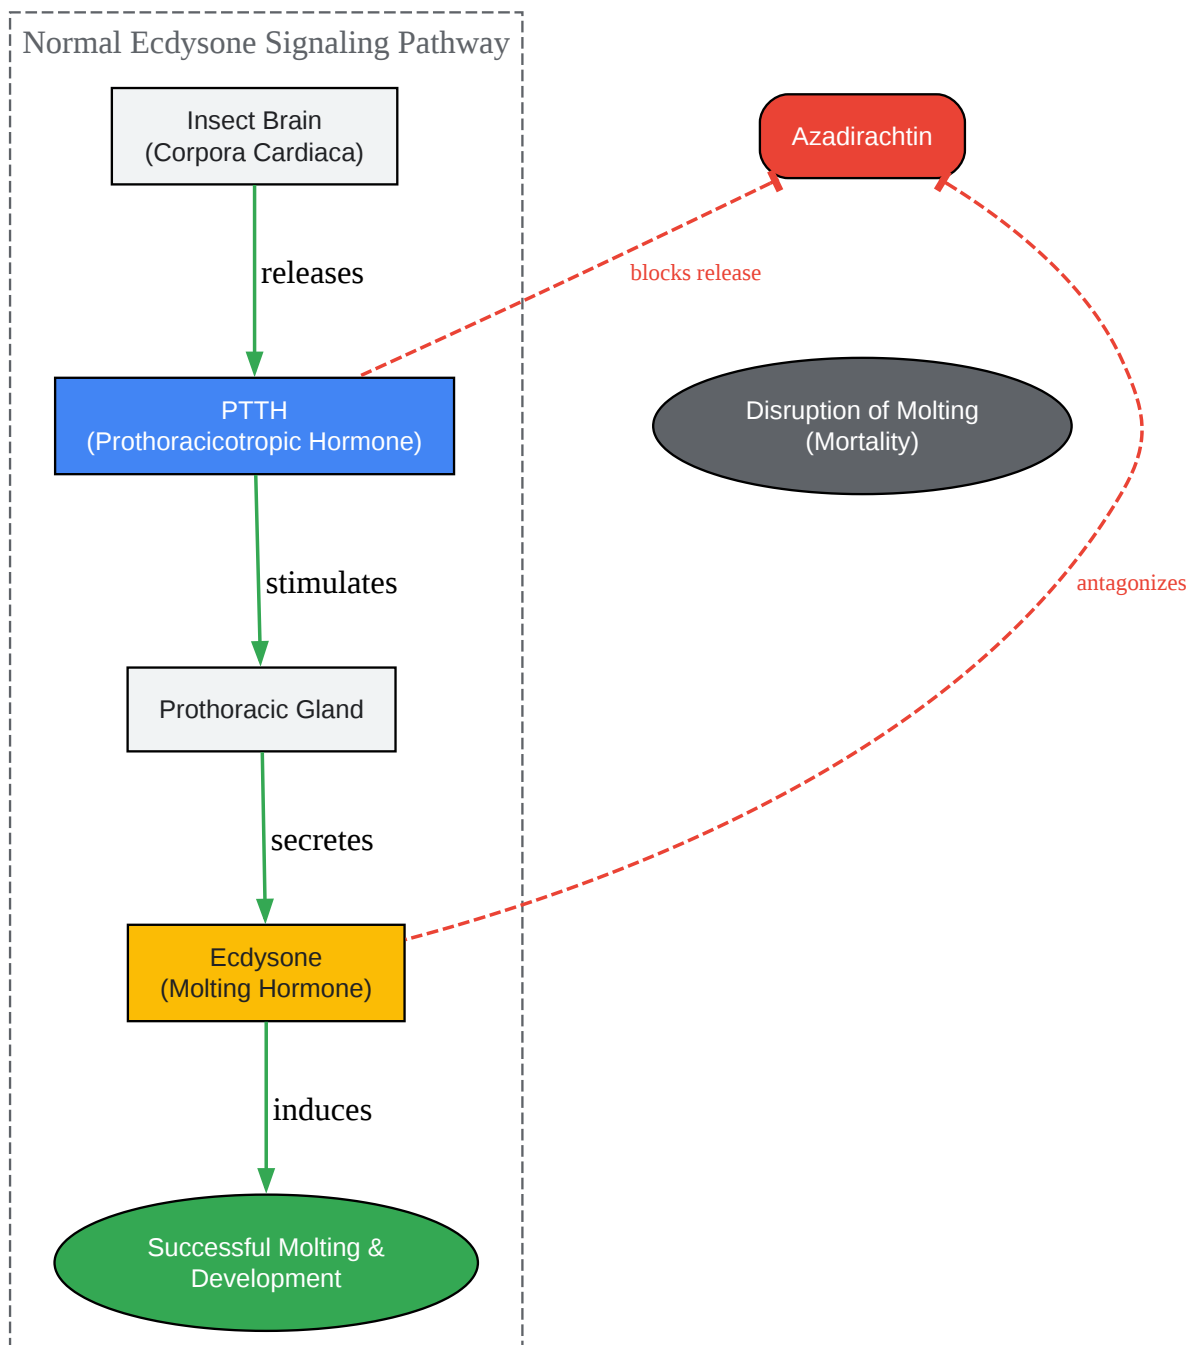 Normal Ecdysone Signaling Pathway
Insect Brain
(Corpora Cardiaca)
Azadirachtin
releases
blocks release
PTTH
(Prothoracicotropic Hormone)
Disruption of Molting
(Mortality)
stimulates
antagonizes
Prothoracic Gland
secretes
Ecdysone
(Molting Hormone)
induces
Successful Molting &
Development